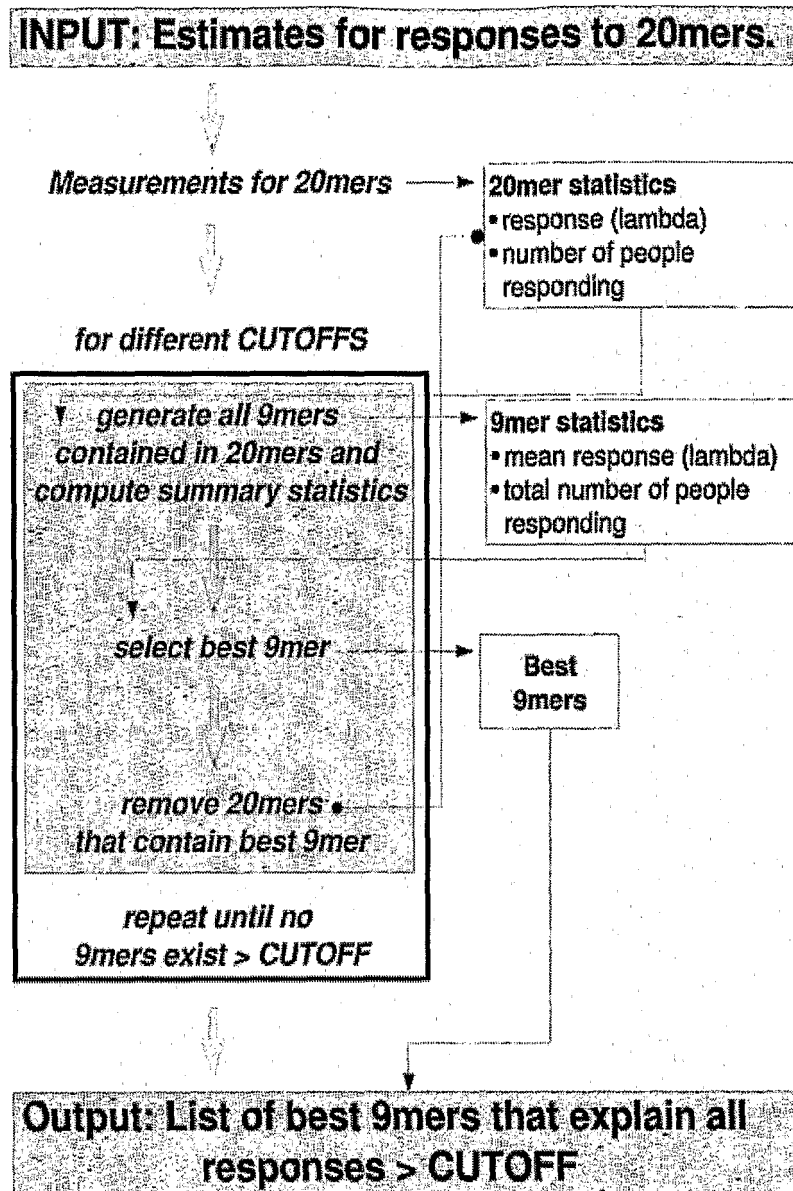 INPUT: Estimates for responses to 20mers.
Measurements for 20mers
20mer statistics
• response (lambda)
• number of people
responding
for different CUTOFFS
generate all 9mers
contained in 20mers and
compute summary statistics
9mer statistics
• mean response (lambda)
• total number of people
responding
select best 9mer
Best
9mers
remove 20mers
that contain best 9mer
repeat until no
9mers exist > CUTOFF
Output: List of best 9mers that explain all
responses > CUTOFF